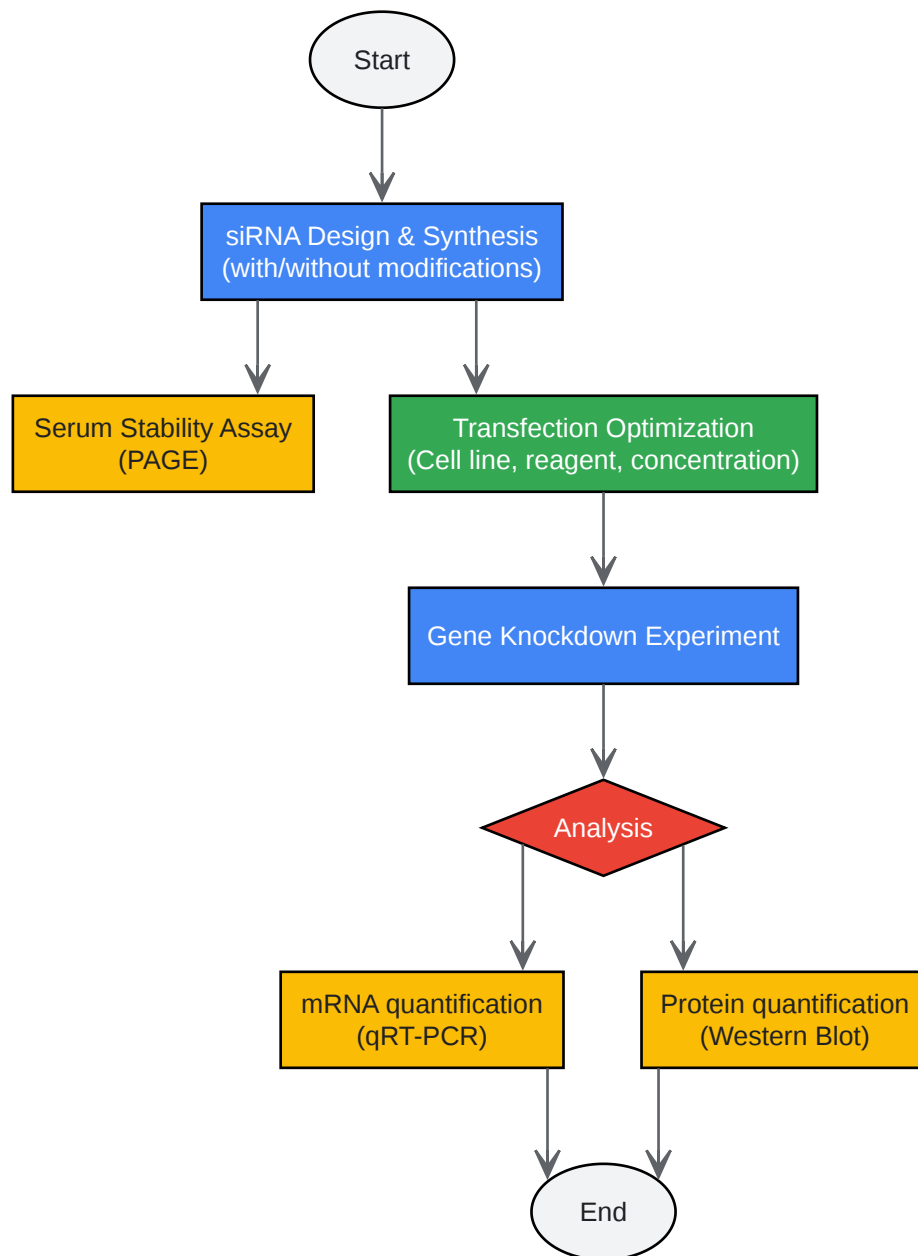 Start
siRNA Design & Synthesis
(with/without modifications)
Serum Stability Assay
(PAGE)
Transfection Optimization
(Cell line, reagent, concentration)
Gene Knockdown Experiment
Analysis
mRNA quantification
(qRT-PCR)
Protein quantification
(Western Blot)
End